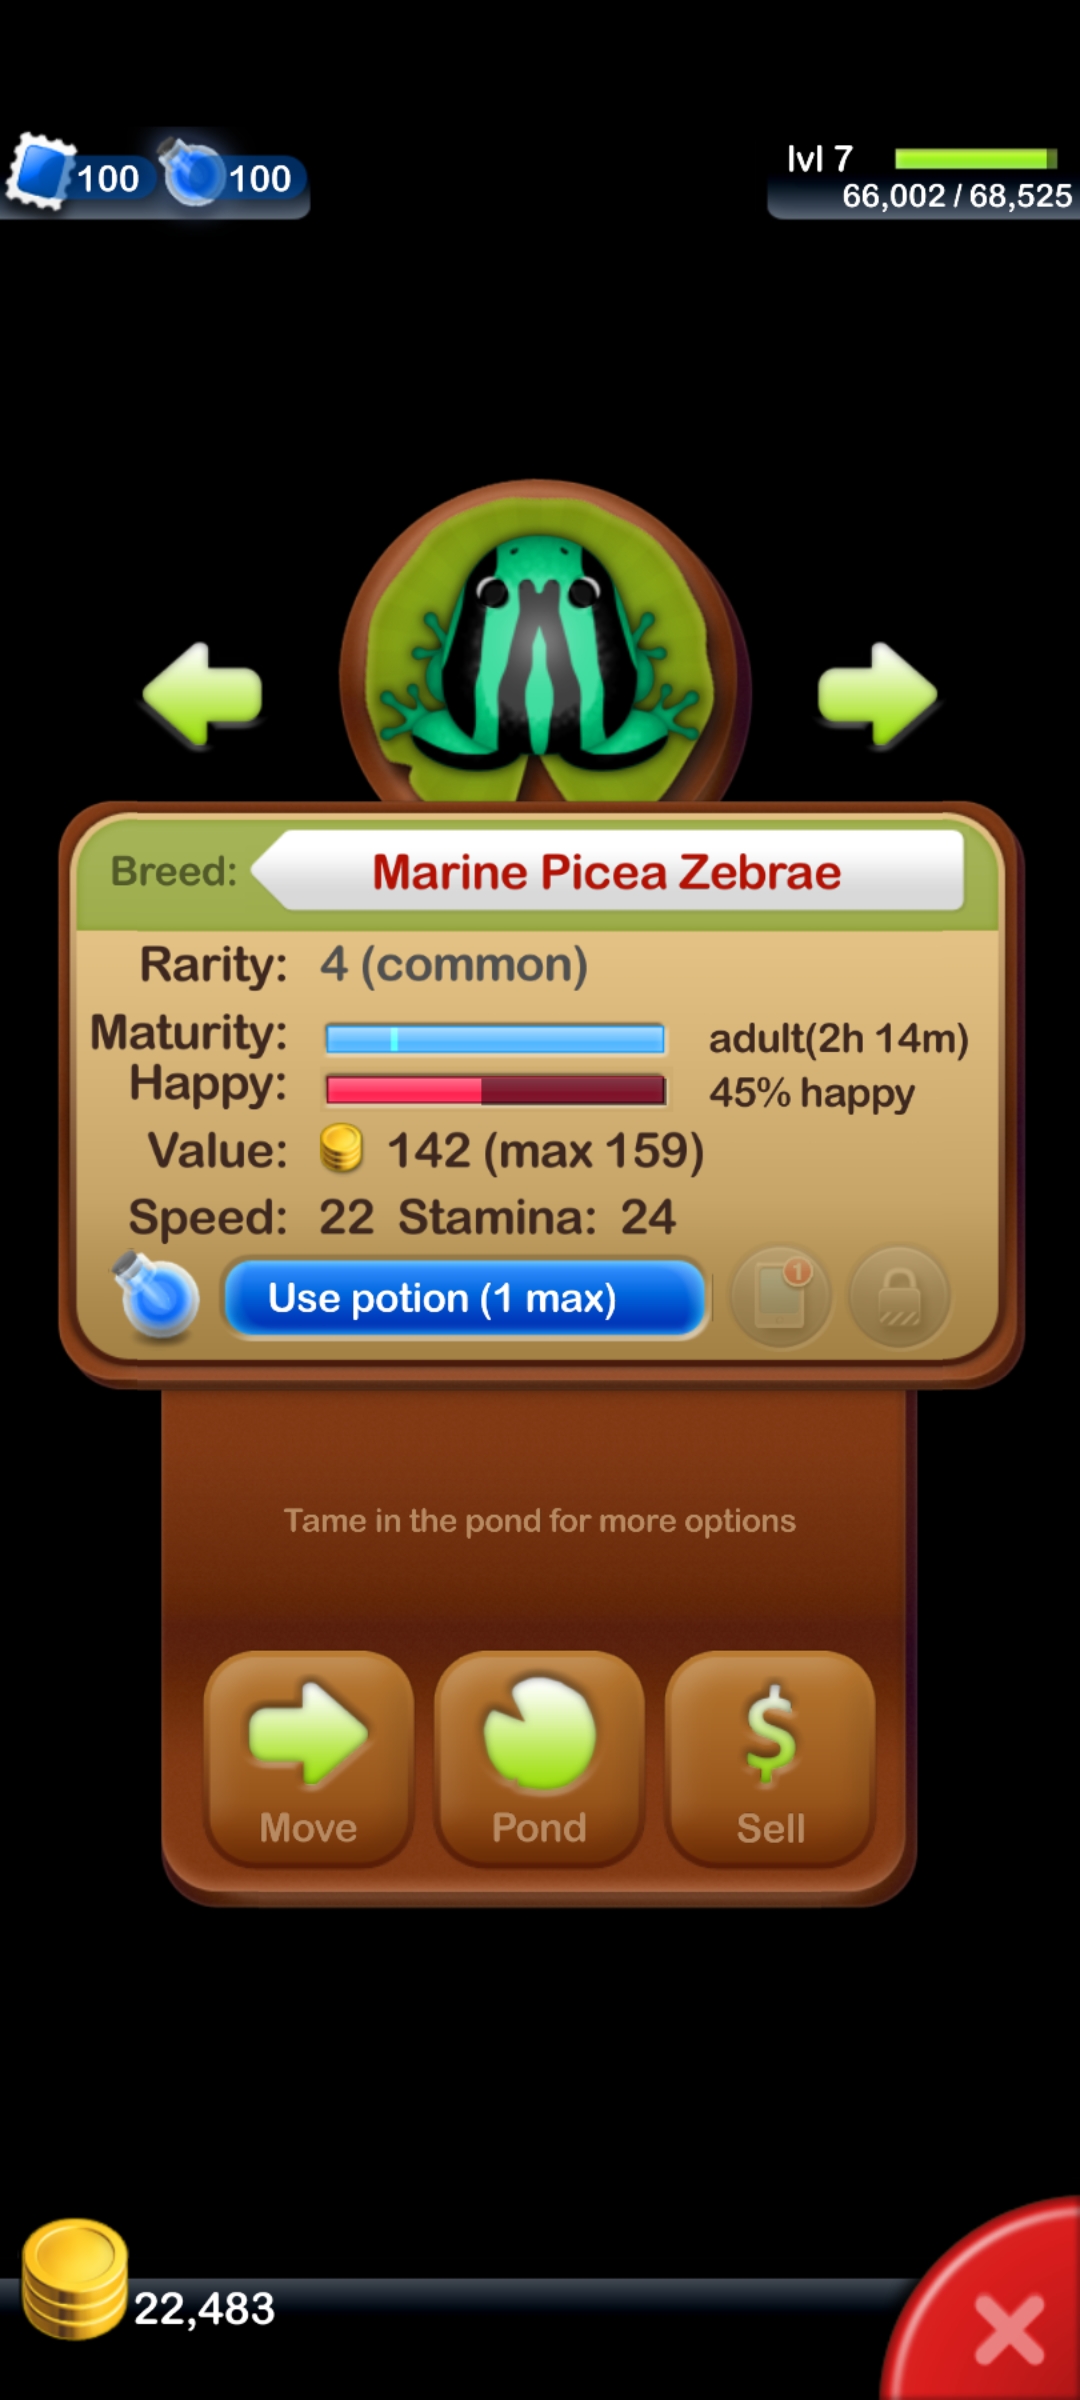 100 100 lvl 7
66,002 / 68,525
Breed: Marine Picea Zebrae
Rarity: 4 (common)
Maturity: adult(2h 14m)
Happy: 45% happy
Value: 142 (max 159)
Speed: 22 Stamina: 24
Use potion (1 max) 1
Tame in the pond for more options
$
Move Pond Sell
22,483